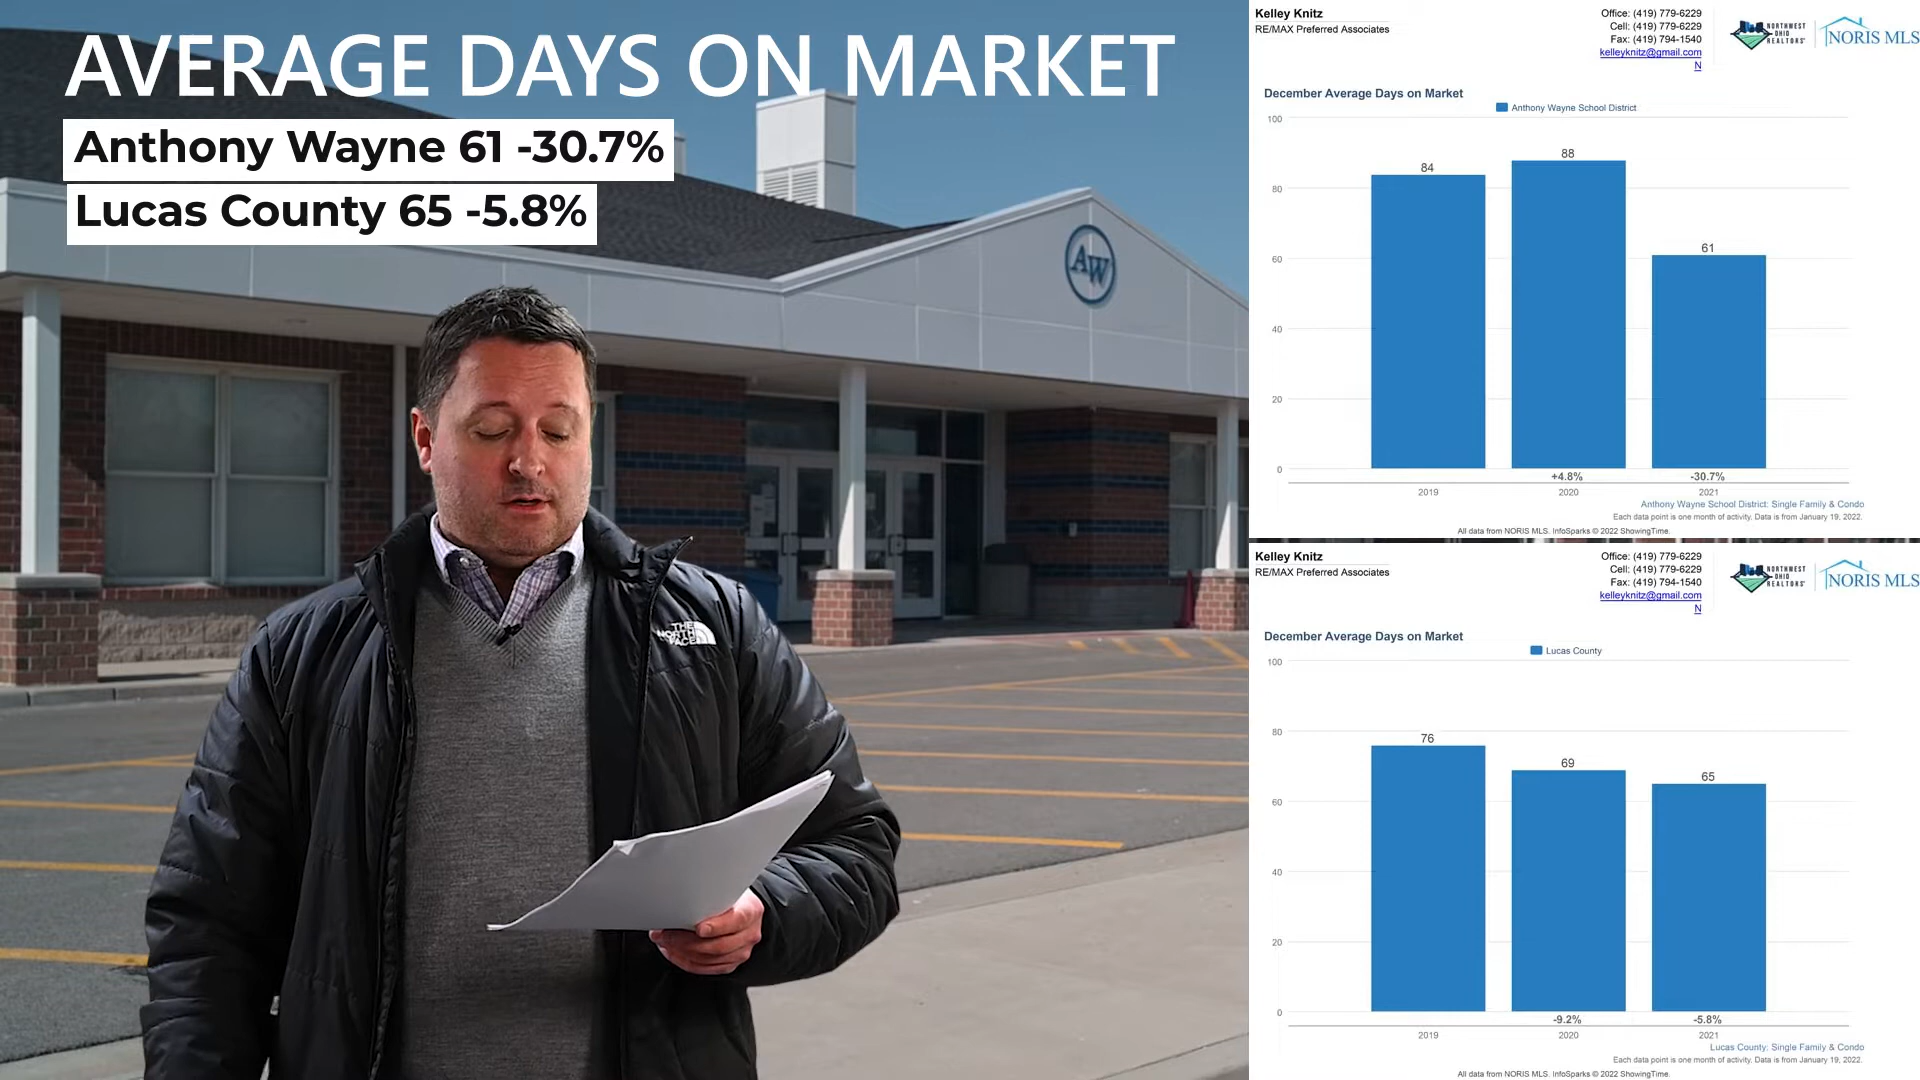 AVERAGE DAYS ON MARKET
Anthony Wayne 61 -30.7%
Lucas County 65 -5.8%
AW
THE
NORTH
FACE
Kelley Knitz
RE/MAX Preferred Associates
Office: (419) 779-6229
Cell: (419) 779-6229
Fax: (419) 794-1540
kelleyknitz@gmail.com
N
NORTHWEST
OHIO
REALTORS
NORIS MLS
December Average Days on Market
Anthony Wayne School District
100
80
60
40
20
0
84
88
61
+4.8%
-30.7%
2019
2020
2021
Anthony Wayne School District: Single Family & Condo
Each data point is one month of activity. Data is from January 19, 2022.
All data from NORIS MLS. InfoSparks © 2022 ShowingTime.
Kelley Knitz
RE/MAX Preferred Associates
Office: (419) 779-6229
Cell: (419) 779-6229
Fax: (419) 794-1540
kelleyknitz@gmail.com
N
NORTHWEST
OHIO
REALTORS
NORIS MLS
December Average Days on Market
Lucas County
100
80
60
40
20
0
76
69
65
-9.2%
-5.8%
2019
2020
2021
Lucas County: Single Family & Condo
Each data point is one month of activity. Data is from January 19, 2022.
All data from NORIS MLS. InfoSparks © 2022 ShowingTime.